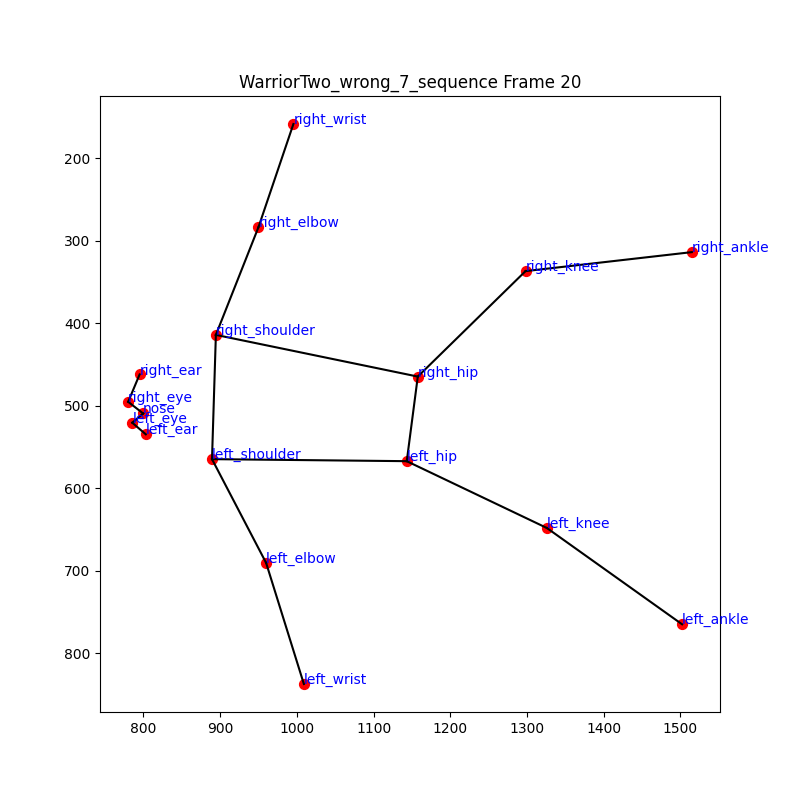 WarriorTwo_wrong_7_sequence Frame 20
right_wrist
right_elbow
right_ankle
right_knee
right_shoulder
right_ear
right_hip
right_eye
nose
left_eye
left_ear
left_shoulder
left_hip
left_knee
left_elbow
left_ankle
left_wrist
200
300
400
500
600
700
800
800
900
1000
1100
1200
1300
1400
1500